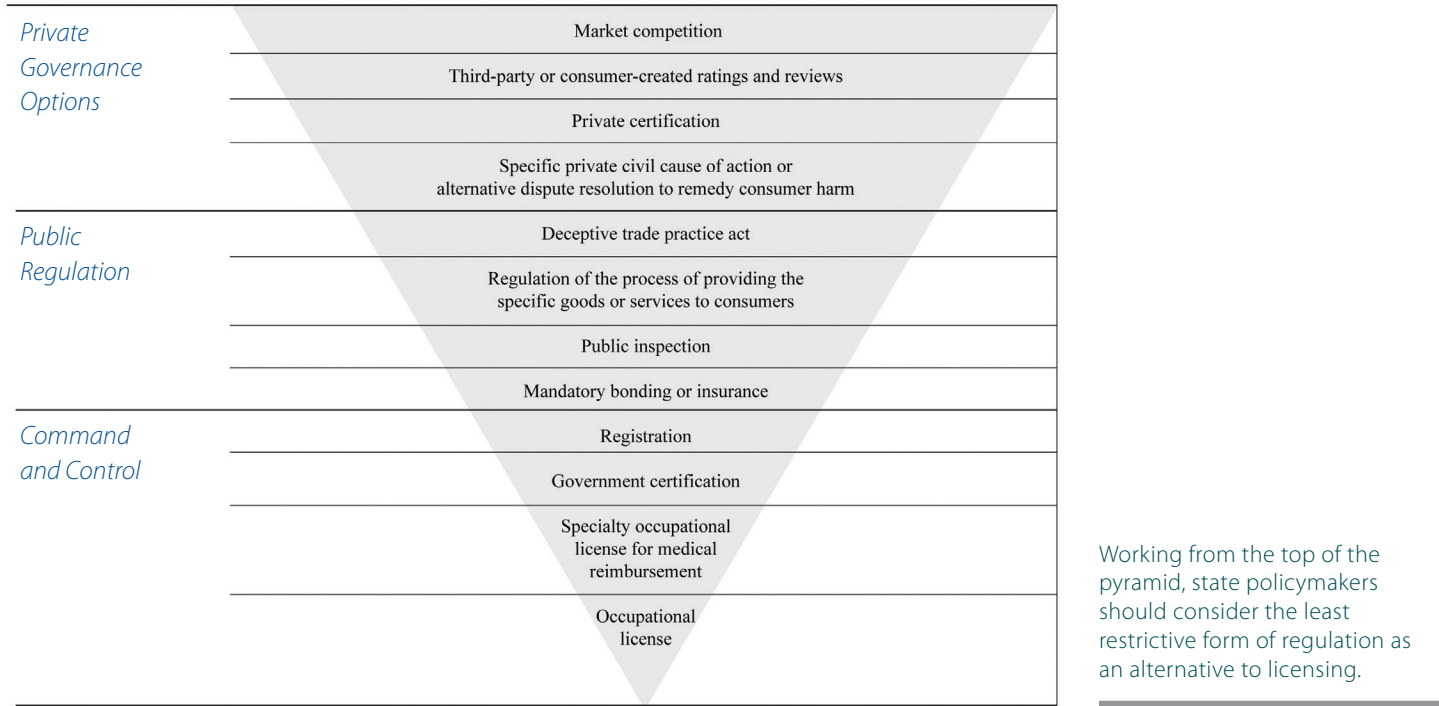 Private
Governance
Options
Market competition
Third-party or consumer-created ratings and reviews
Private certification
Specific private civil cause of action or
alternative dispute resolution to remedy consumer harm
Public
Regulation
Deceptive trade practice act
Regulation of the process of providing the
specific goods or services to consumers
Public inspection
Mandatory bonding or insurance
Command
and Control
Registration
Government certification
Specialty occupational
license for medical
reimbursement
Occupational
license
Working from the top of the
pyramid, state policymakers
should consider the least
restrictive form of regulation as
an alternative to licensing.